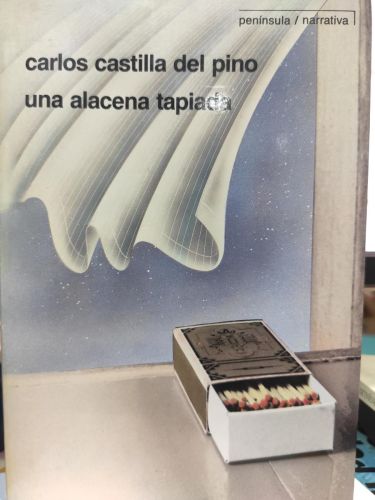 península / narrativa
carlos castilla del pino
una alacena tapiada